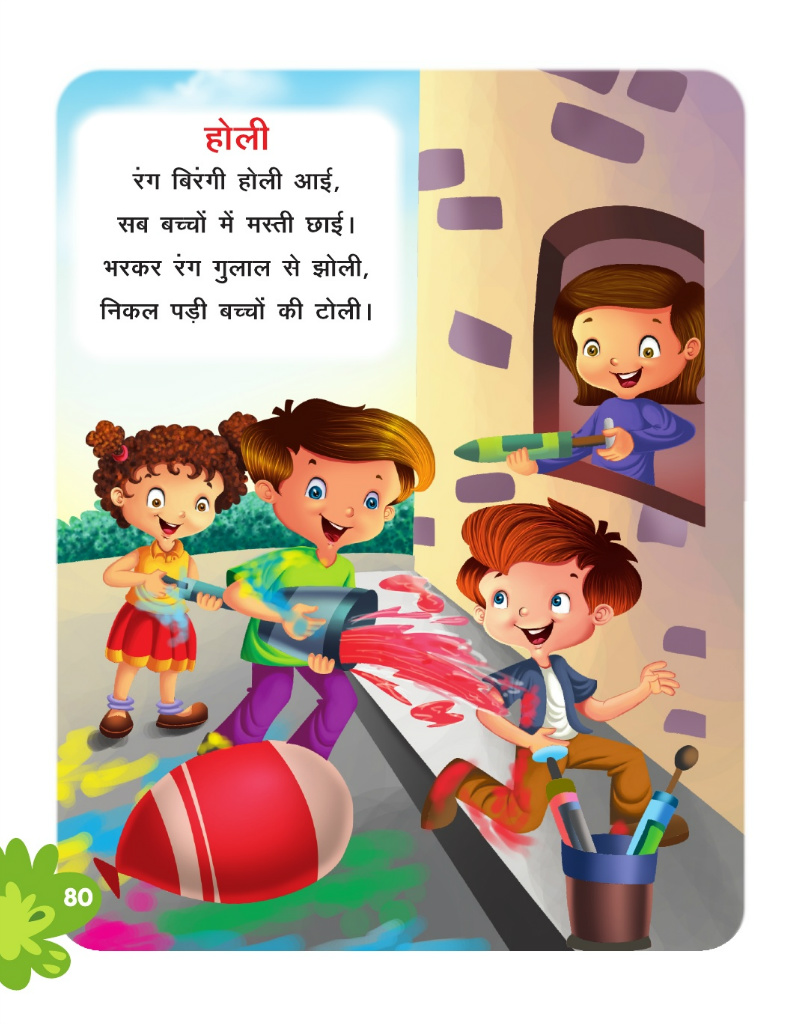 होली
रंग बिरंगी होली आई,
सब बच्चों में मस्ती छाई।
भरकर रंग गुलाल से झोली,
निकल पड़ी बच्चों की टोली।
80